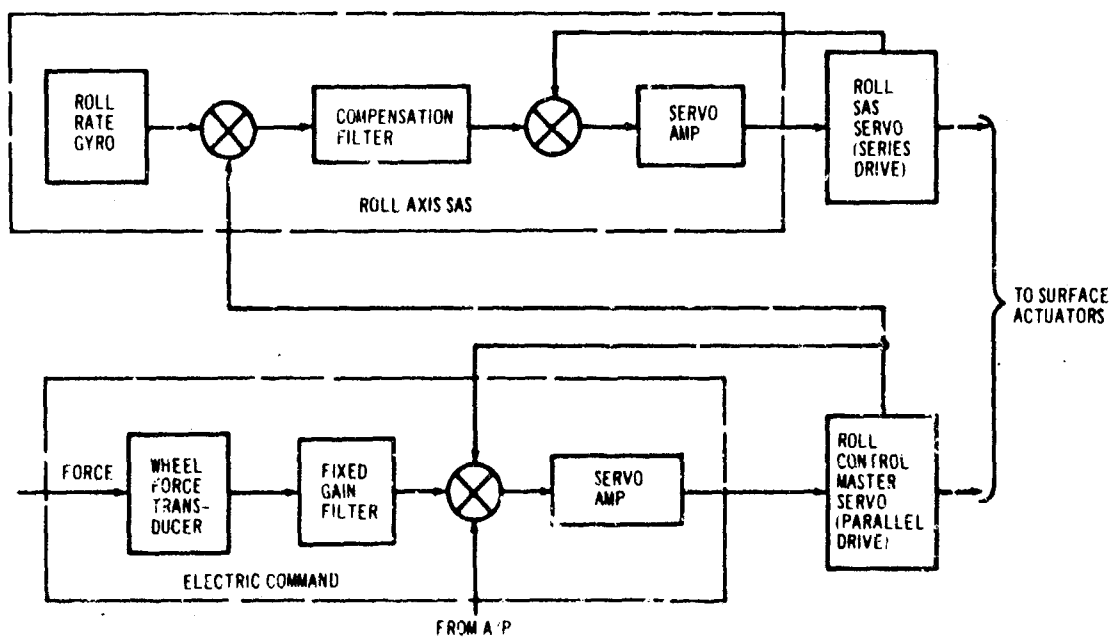 ROLL
RATE
GYRO
COMPENSATION
FILTER
SERVO
AMP
ROLL
SAS
SERVO
(SERIES
DRIVE)
ROLL AXIS SAS
TO SURFACE
ACTUATORS
FORCE
WHEEL
FORCE
TRANS-
DUCER
FIXED
GAIN
FILTER
SERVO
AMP
ROLL
CONTROL
MASTER
SERVO
(PARALLEL
DRIVE)
ELECTRIC COMMAND
FROM A/P